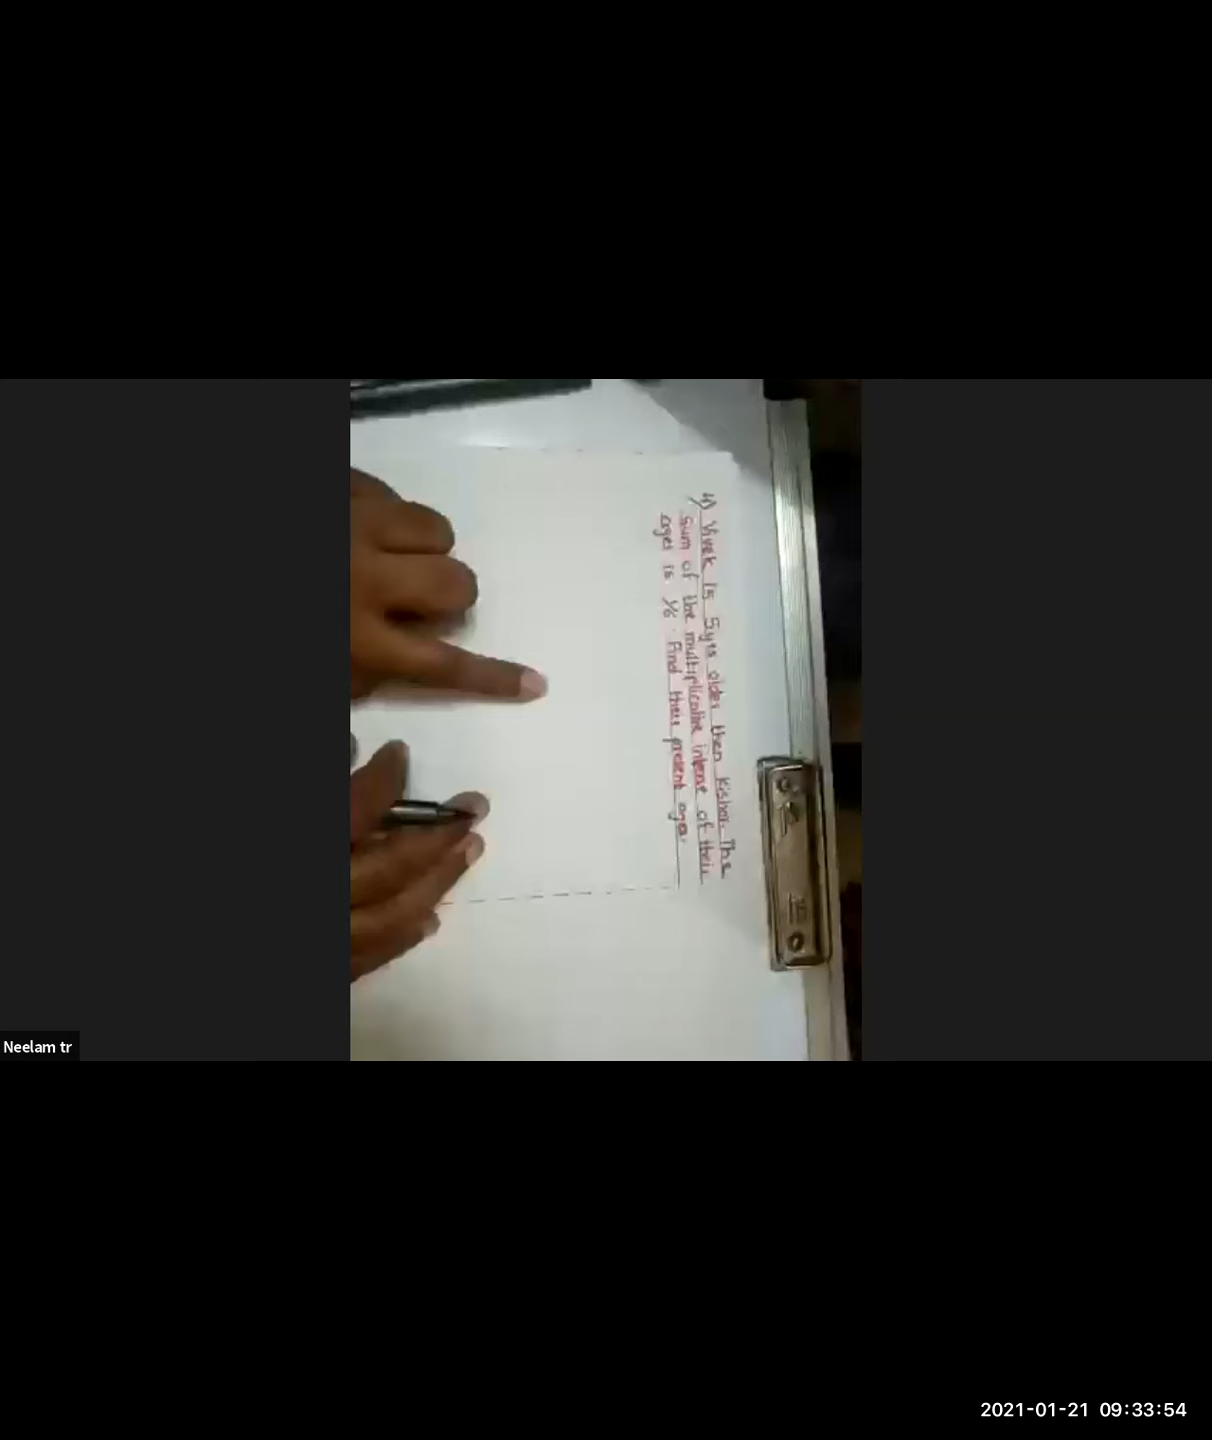 4) Vivek is 5yrs older then Kishor. The
sum of the multiplicative inverse of their
ages is 1/6. Find their present age.
Neelam tr
2021-01-21 09:33:54